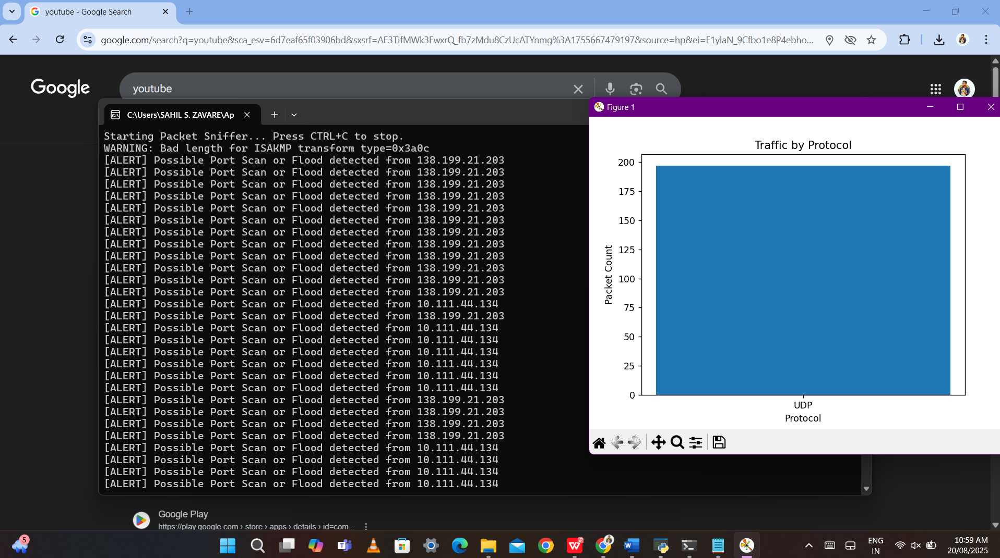 youtube - Google Search
google.com/search?q=youtube&sca_esv=6d7eaf65f03906bd&sxsrf=AE3TifMWk3FwxrQ_fb7zMdu8CzUcATYnmg%3A1755667479197&source=hp&ei=F1ylaN_9Cfbo1e8P4ebho...
Google
youtube
C:\Users\SAHIL S. ZAVARE\Ap
Starting Packet Sniffer... Press CTRL+C to stop.
WARNING: Bad length for ISAKMP transform type=0x3a0c
[ALERT] Possible Port Scan or Flood detected from 138.199.21.203
[ALERT] Possible Port Scan or Flood detected from 138.199.21.203
[ALERT] Possible Port Scan or Flood detected from 138.199.21.203
[ALERT] Possible Port Scan or Flood detected from 138.199.21.203
[ALERT] Possible Port Scan or Flood detected from 138.199.21.203
[ALERT] Possible Port Scan or Flood detected from 138.199.21.203
[ALERT] Possible Port Scan or Flood detected from 138.199.21.203
[ALERT] Possible Port Scan or Flood detected from 138.199.21.203
[ALERT] Possible Port Scan or Flood detected from 138.199.21.203
[ALERT] Possible Port Scan or Flood detected from 138.199.21.203
[ALERT] Possible Port Scan or Flood detected from 138.199.21.203
[ALERT] Possible Port Scan or Flood detected from 138.199.21.203
[ALERT] Possible Port Scan or Flood detected from 10.111.44.134
[ALERT] Possible Port Scan or Flood detected from 138.199.21.203
[ALERT] Possible Port Scan or Flood detected from 10.111.44.134
[ALERT] Possible Port Scan or Flood detected from 10.111.44.134
[ALERT] Possible Port Scan or Flood detected from 10.111.44.134
[ALERT] Possible Port Scan or Flood detected from 10.111.44.134
[ALERT] Possible Port Scan or Flood detected from 10.111.44.134
[ALERT] Possible Port Scan or Flood detected from 10.111.44.134
[ALERT] Possible Port Scan or Flood detected from 138.199.21.203
[ALERT] Possible Port Scan or Flood detected from 138.199.21.203
[ALERT] Possible Port Scan or Flood detected from 138.199.21.203
[ALERT] Possible Port Scan or Flood detected from 138.199.21.203
[ALERT] Possible Port Scan or Flood detected from 10.111.44.134
[ALERT] Possible Port Scan or Flood detected from 10.111.44.134
[ALERT] Possible Port Scan or Flood detected from 10.111.44.134
[ALERT] Possible Port Scan or Flood detected from 10.111.44.134
Figure 1
Traffic by Protocol
200
175
150
125
100
75
50
25
0
Packet Count
UDP
Protocol
Google Play
https://play.google.com › store › apps › details › id=com...
5
ENG
IN
10:59 AM
20/08/2025